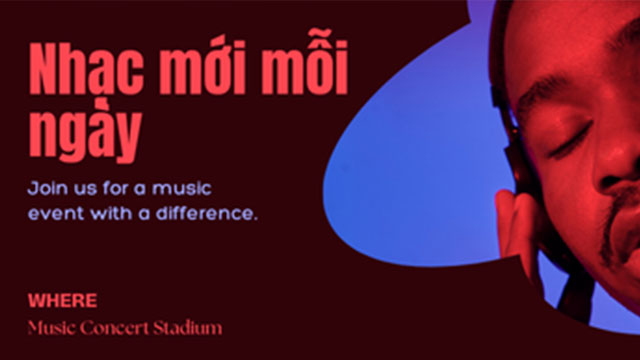 Nhạc mới mỗi
ngày
Join us for a music
event with a difference.
WHERE
Music Concert Stadium